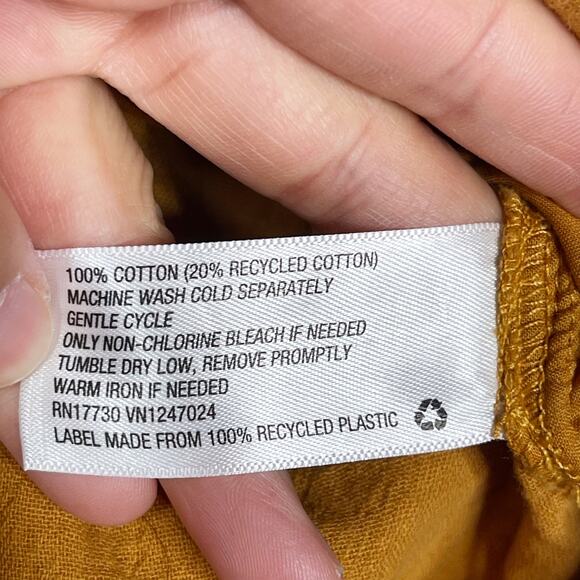 100% COTTON (20% RECYCLED COTTON)
MACHINE WASH COLD SEPARATELY
GENTLE CYCLE
ONLY NON-CHLORINE BLEACH IF NEEDED
TUMBLE DRY LOW, REMOVE PROMPTLY
WARM IRON IF NEEDED
RN17730 VN1247024
LABEL MADE FROM 100% RECYCLED PLASTIC